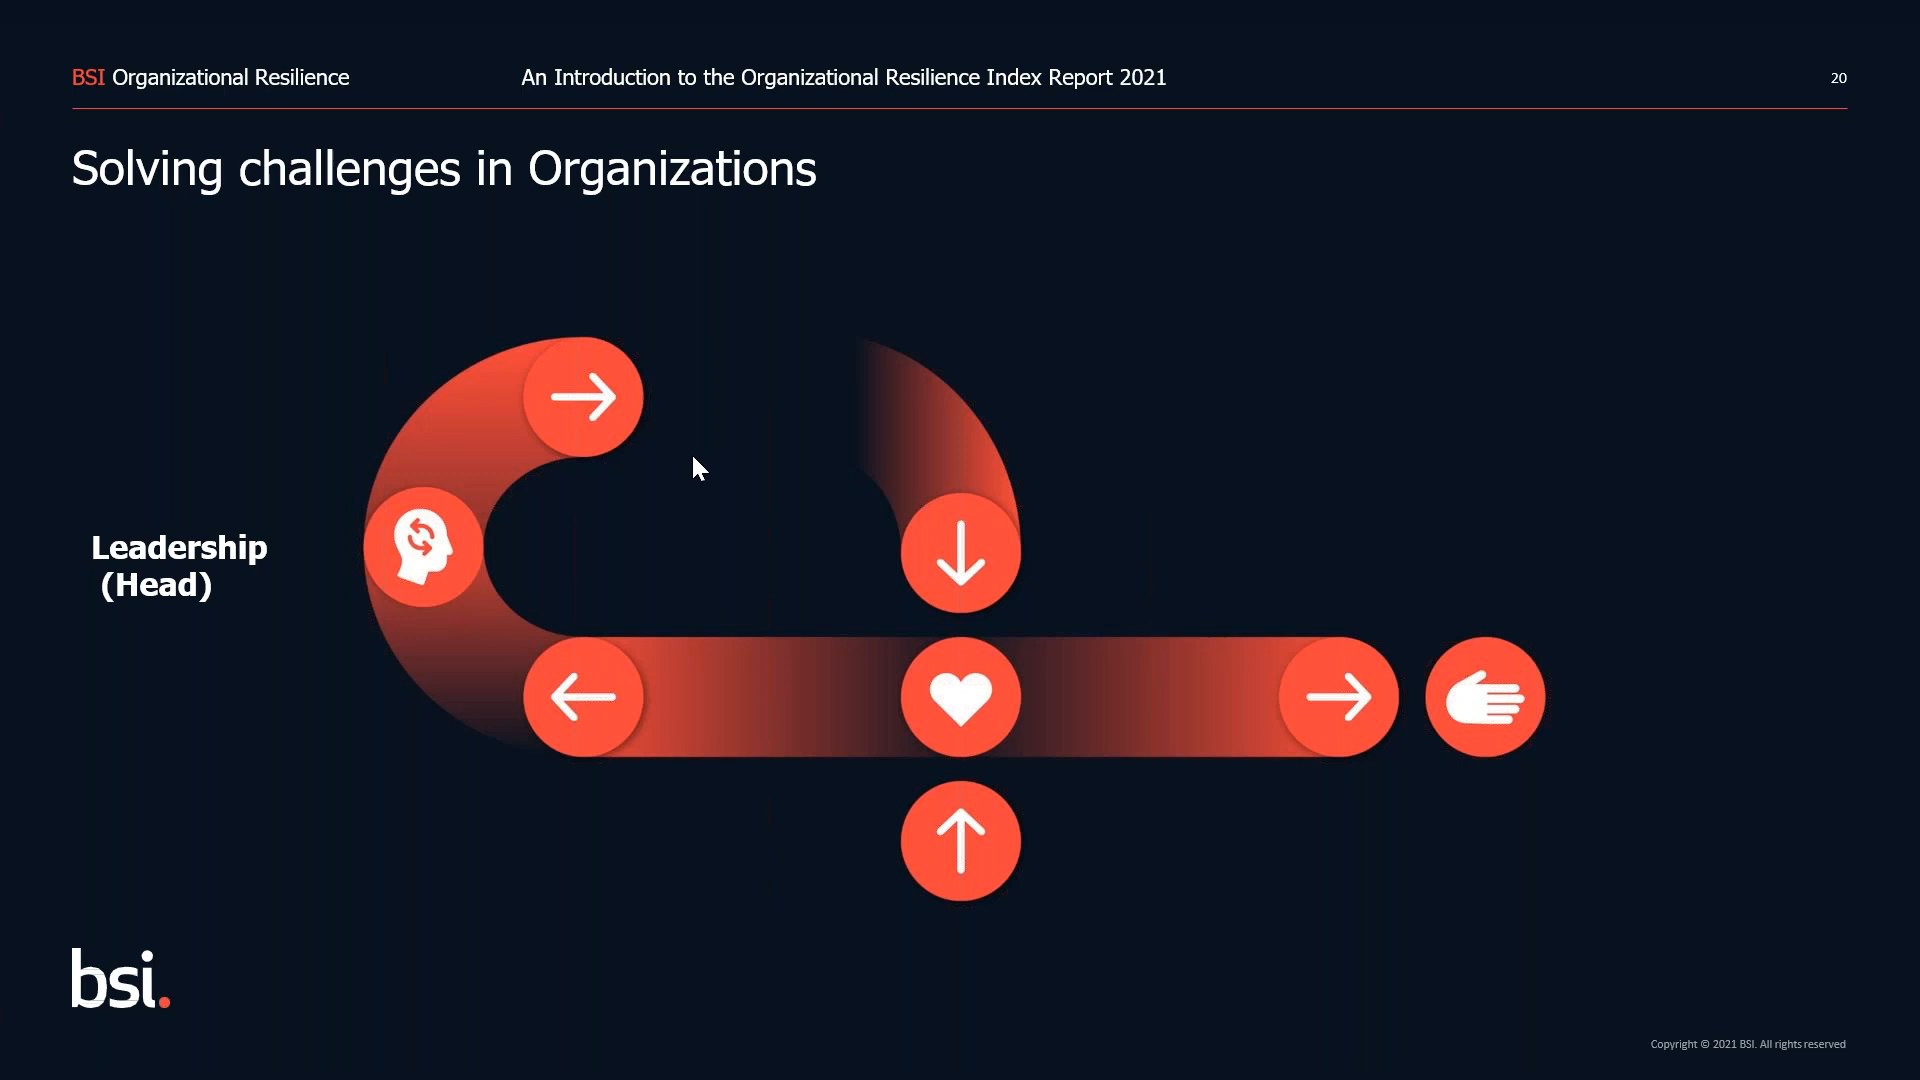 BSI Organizational Resilience
An Introduction to the Organizational Resilience Index Report 2021
20
Solving challenges in Organizations
Leadership
(Head)
bsi.
Copyright © 2021 BSI. All rights reserved